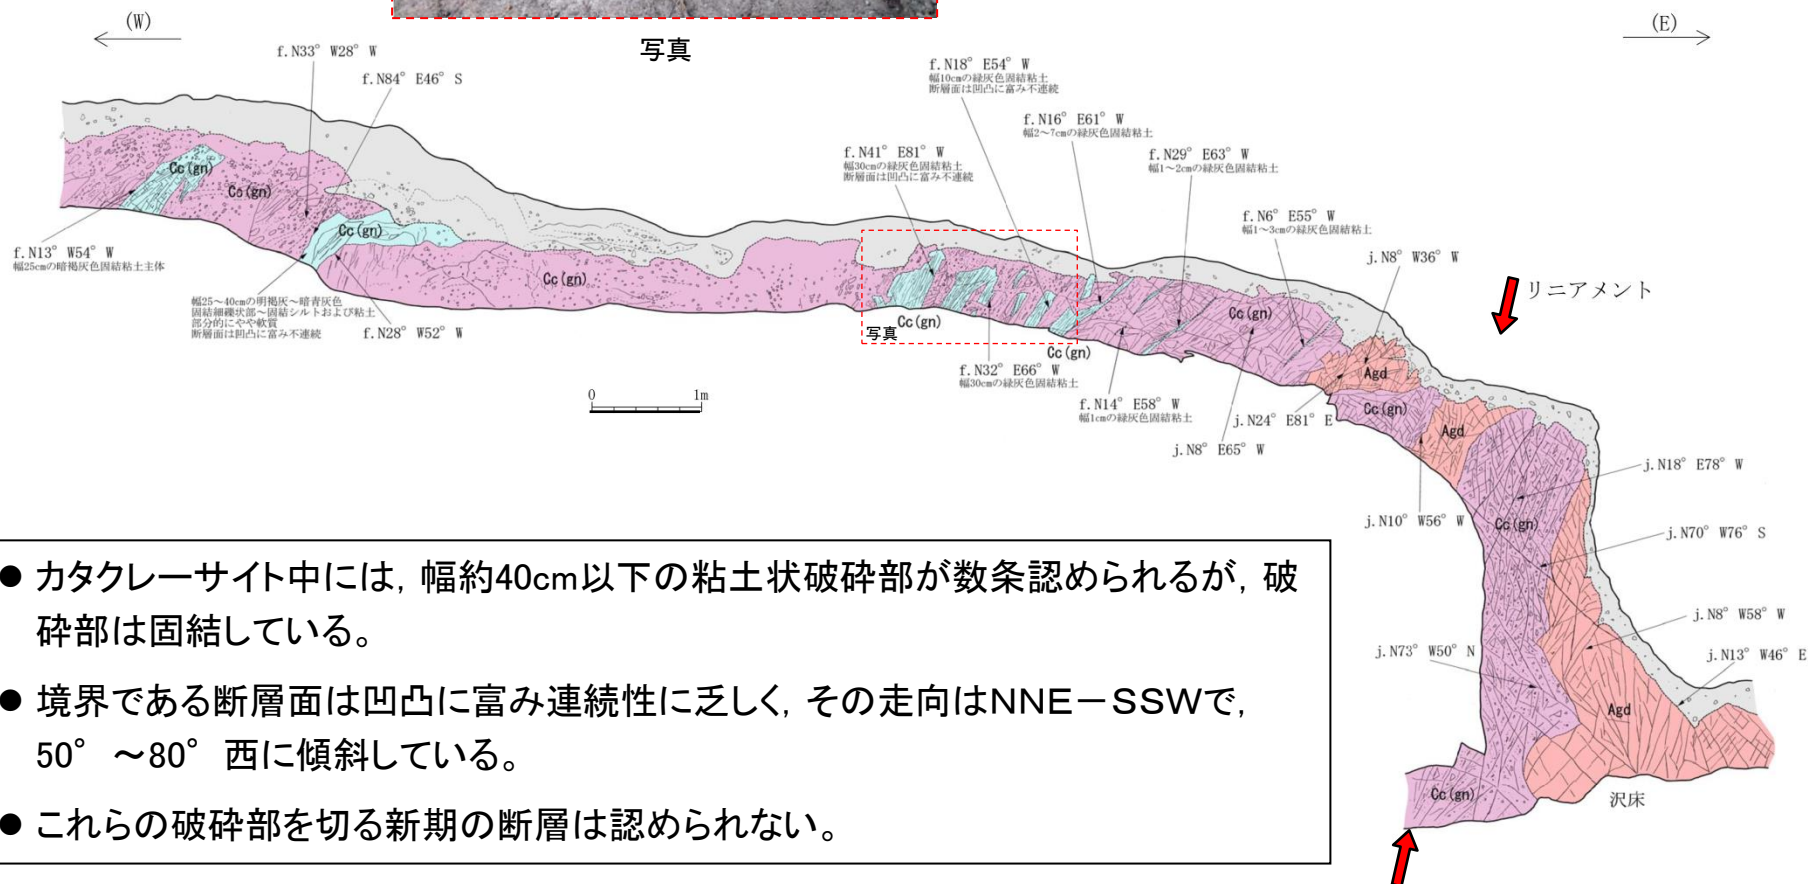 (W)
(E)
写真
f.N33° W28° W
f.N84° E46° S
f.N18° E54° W
幅10cmの緑灰色固結粘土
断層面は凹凸に富み不連続
f.N16° E61° W
幅2～7cmの緑灰色固結粘土
f.N41° E81° W
幅30cmの緑灰色固結粘土
断層面は凹凸に富み不連続
f.N29° E63° W
幅1～2cmの緑灰色固結粘土
f.N6° E55° W
幅1～3cmの緑灰色固結粘土
j.N8° W36° W
リニアメント
Cc(gn)
Cc(gn)
Cc(gn)
f.N13° W54° W
幅25cmの暗褐灰色固結粘土主体
Cc(gn)
幅25～40cmの明褐灰～暗青灰色
固結細礫状部～固結シルトおよび粘土
部分的にやや軟質
断層面は凹凸に富み不連続
f.N28° W52° W
Cc(gn)
写真
Cc(gn)
Cc(gn)
f.N32° E66° W
幅30cmの緑灰色固結粘土
Agd
Cc(gn)
0
1m
f.N14° E58° W
幅1cmの緑灰色固結粘土
j.N24° E81° E
Agd
j.N8° E65° W
j.N18° E78° W
j.N10° W56° W
Cc(gn)
j.N70° W76° S
j.N8° W58° W
j.N73° W50° N
j.N13° W46° E
Agd
Cc(gn)
沢床
● カタクレーサイト中には，幅約40cm以下の粘土状破砕部が数条認められるが，破
砕部は固結している。
● 境界である断層面は凹凸に富み連続性に乏しく，その走向はNNE－SSWで，
50°～80°西に傾斜している。
● これらの破砕部を切る新期の断層は認められない。